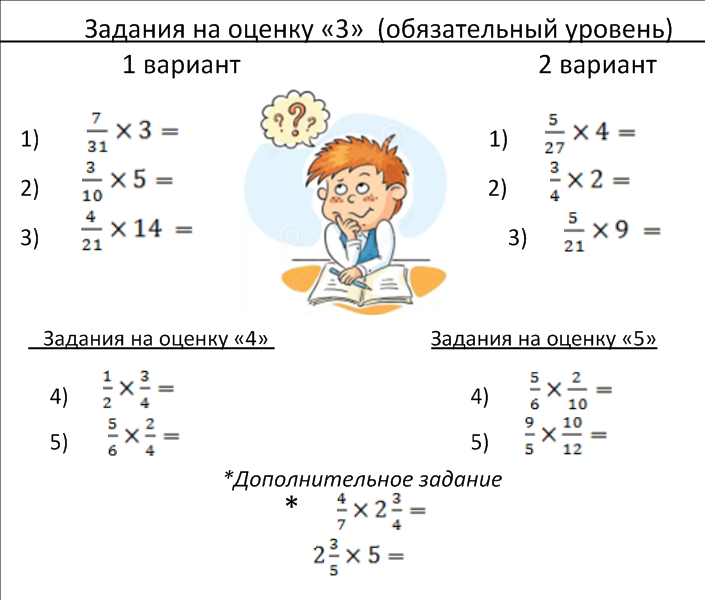 Задания на оценку «3» (обязательный уровень)
1 вариант
2 вариант
? ? ?
1) 7/31 × 3 =
2) 3/10 × 5 =
3) 4/21 × 14 =
1) 5/27 × 4 =
2) 3/4 × 2 =
3) 5/21 × 9 =
Задания на оценку «4»
4) 1/2 × 3/4 =
5) 5/6 × 2/4 =
Задания на оценку «5»
4) 5/6 × 2/10 =
5) 9/5 × 10/12 =
*Дополнительное задание
* 4/7 × 2 3/4 =
2 3/5 × 5 =